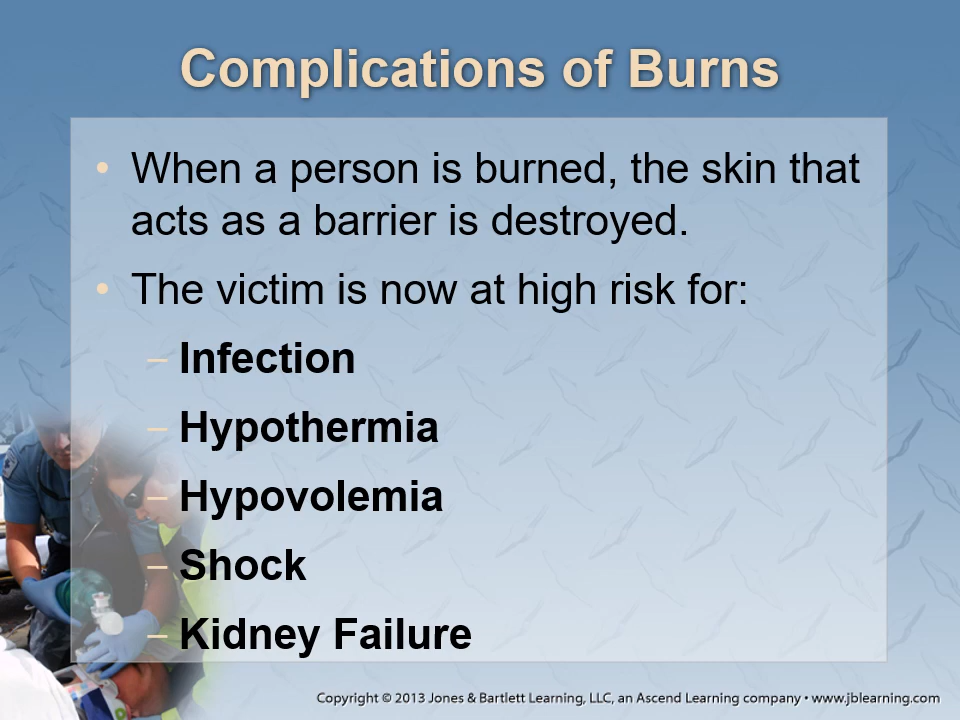 Complications of Burns
• When a person is burned, the skin that
acts as a barrier is destroyed.
• The victim is now at high risk for:
– Infection
– Hypothermia
– Hypovolemia
– Shock
– Kidney Failure
Copyright © 2013 Jones & Bartlett Learning, LLC, an Ascend Learning company • www.jblearning.com